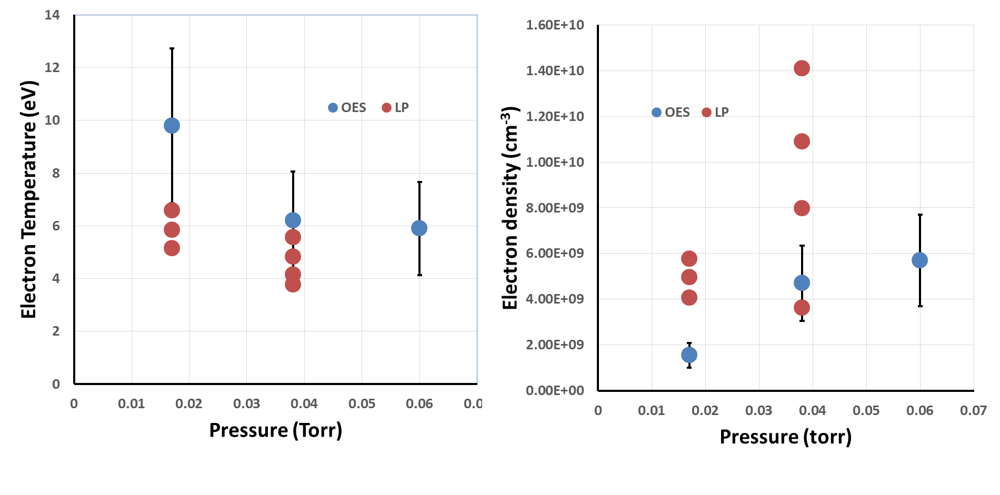 14
12
10
8
6
4
2
0
Electron Temperature (eV)
OES LP
0 0.01 0.02 0.03 0.04 0.05 0.06 0.0
Pressure (Torr)
1.60E+10
1.40E+10
1.20E+10
1.00E+10
8.00E+09
6.00E+09
4.00E+09
2.00E+09
0.00E+00
Electron density (cm⁻³)
OES LP
0 0.01 0.02 0.03 0.04 0.05 0.06 0.07
Pressure (torr)